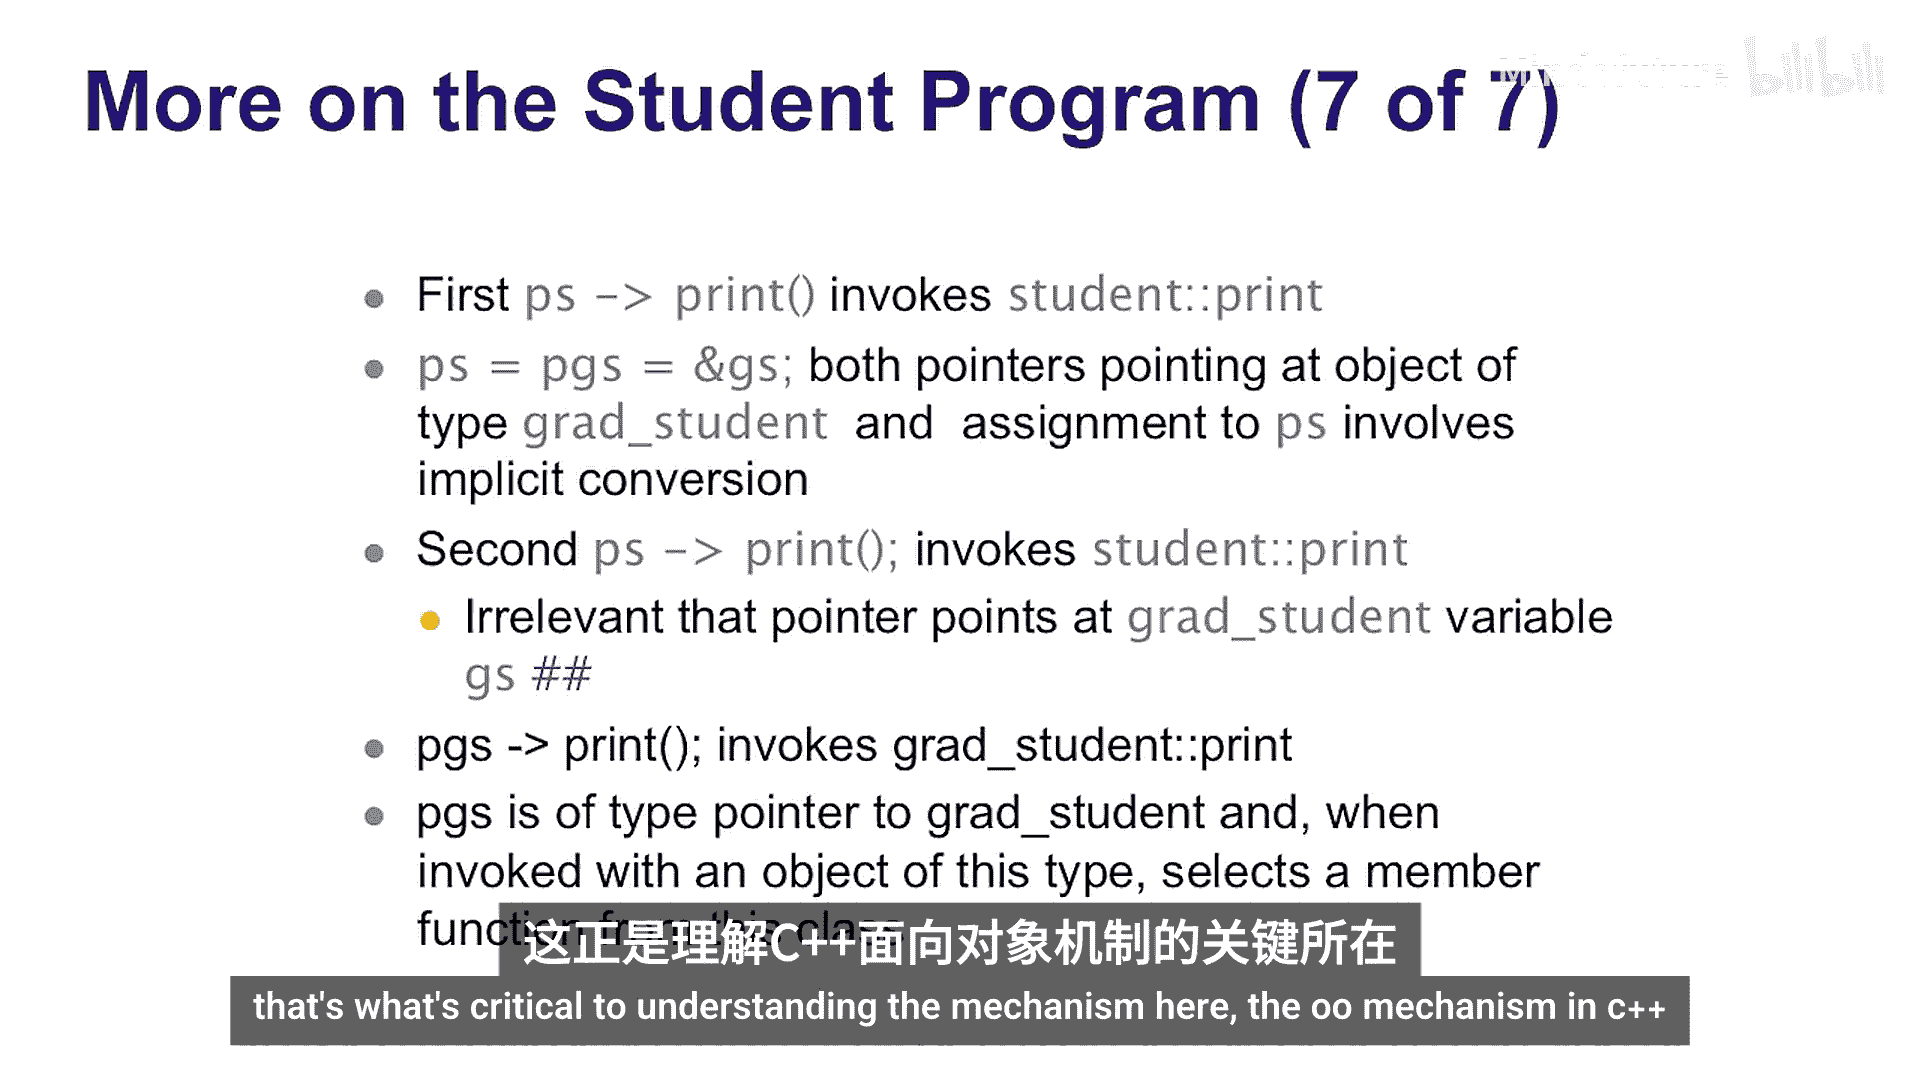 More on the Student Program (7 of 7)
bilibili
First ps -> print() invokes student::print
ps = pgs = &gs; both pointers pointing at object of
type grad_student and assignment to ps involves
implicit conversion
Second ps -> print(); invokes student::print
Irrelevant that pointer points at grad_student variable
gs ##
pgs -> print(); invokes grad_student::print
pgs is of type pointer to grad_student and, when
invoked with an object of this type, selects a member
function from this class
这正是理解C++面向对象机制的关键所在
that's what's critical to understanding the mechanism here, the oo mechanism in c++